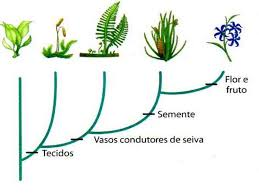 Flor e
fruto
Semente
Vasos condutores de seiva
Tecidos